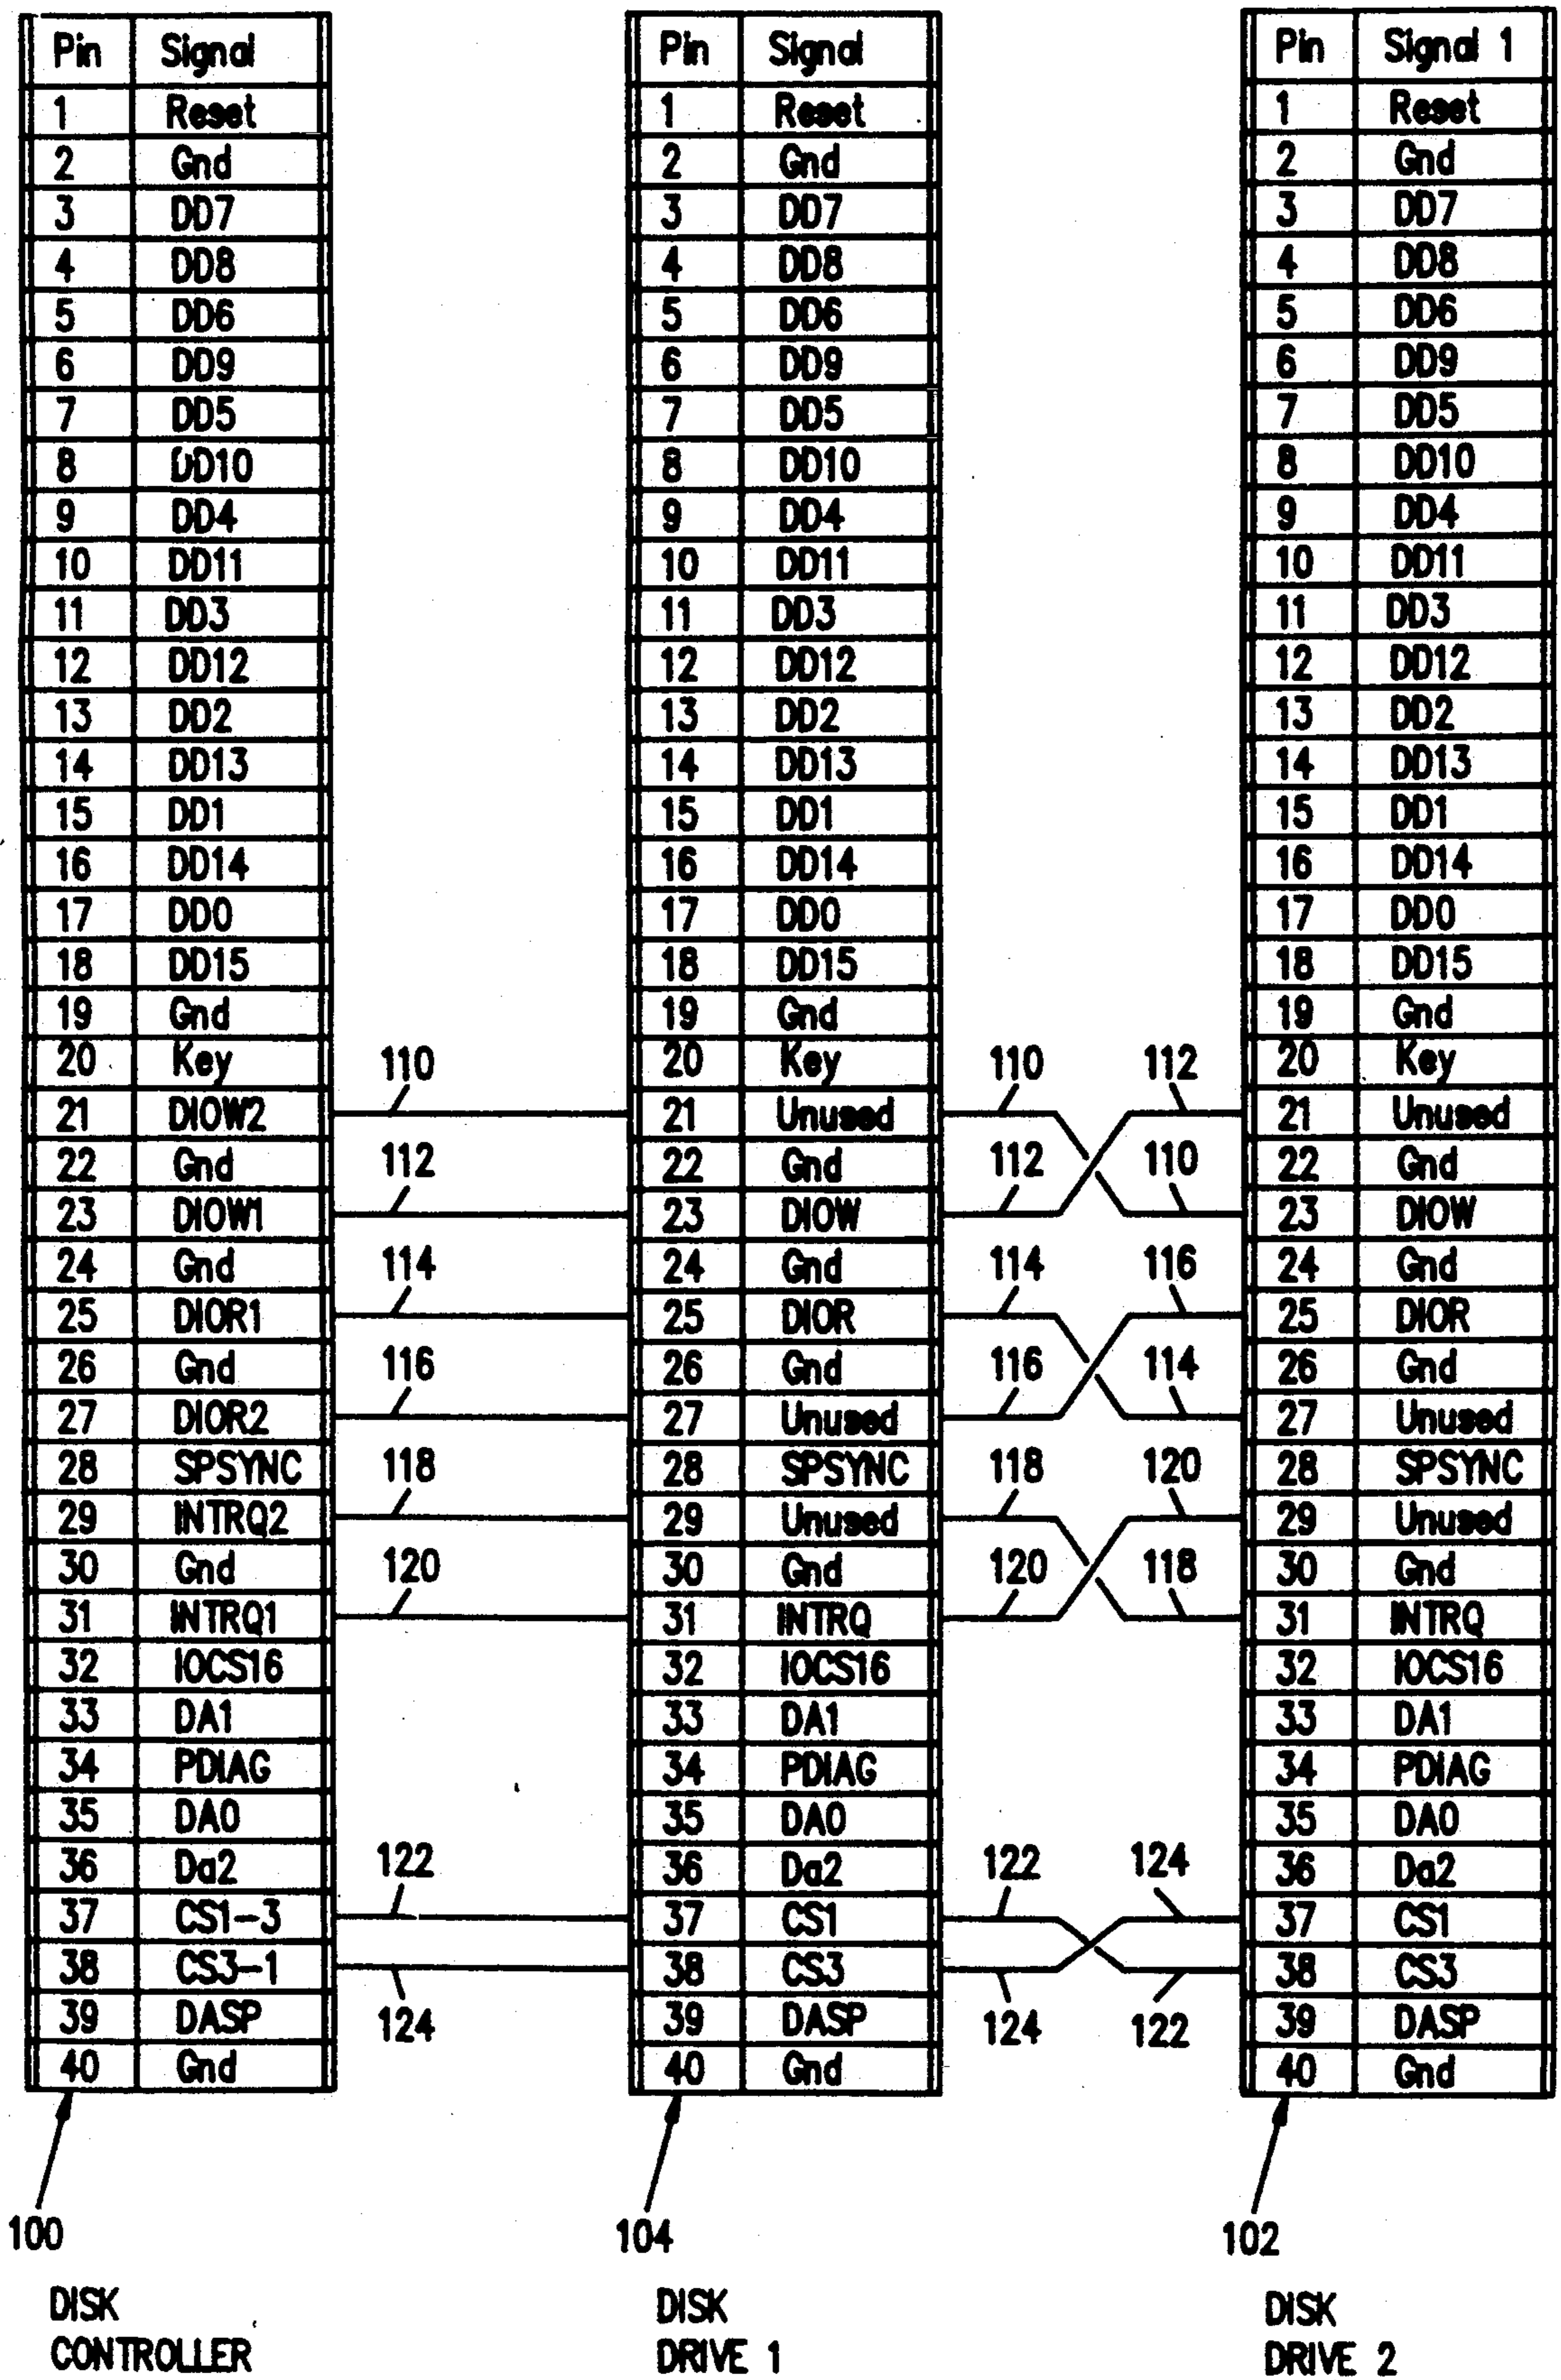 Pin Signal Pin Signal Pin Signal 1
1 Reset 1 Reset 1 Reset
2 Gnd 2 Gnd 2 Gnd
3 DD7 3 DD7 3 DD7
4 DD8 4 DD8 4 DD8
5 DD6 5 DD6 5 DD6
6 DD9 6 DD9 6 DD9
7 DD5 7 DD5 7 DD5
8 DD10 8 DD10 8 DD10
9 DD4 9 DD4 9 DD4
10 DD11 10 DD11 10 DD11
11 DD3 11 DD3 11 DD3
12 DD12 12 DD12 12 DD12
13 DD2 13 DD2 13 DD2
14 DD13 14 DD13 14 DD13
15 DD1 15 DD1 15 DD1
16 DD14 16 DD14 16 DD14
17 DD0 17 DD0 17 DD0
18 DD15 18 DD15 18 DD15
19 Gnd 19 Gnd 19 Gnd
20 Key 110 20 Key 110 112 20 Key
21 DIOW2 21 Unused 21 Unused
22 Gnd 112 22 Gnd 112 110 22 Gnd
23 DIOW1 23 DIOW 23 DIOW
24 Gnd 114 24 Gnd 114 116 24 Gnd
25 DIOR1 25 DIOR 25 DIOR
26 Gnd 116 26 Gnd 116 114 26 Gnd
27 DIOR2 27 Unused 27 Unused
28 SPSYNC 118 28 SPSYNC 118 120 28 SPSYNC
29 INTRQ2 29 Unused 29 Unused
30 Gnd 120 30 Gnd 120 118 30 Gnd
31 INTRQ1 31 INTRQ 31 INTRQ
32 IOCS16 32 IOCS16 32 IOCS16
33 DA1 33 DA1 33 DA1
34 PDIAG 34 PDIAG 34 PDIAG
35 DA0 35 DA0 35 DA0
36 Da2 122 36 Da2 122 124 36 Da2
37 CS1-3 37 CS1 37 CS1
38 CS3-1 38 CS3 38 CS3
39 DASP 124 39 DASP 124 122 39 DASP
40 Gnd 40 Gnd 40 Gnd
100 104 102
DISK DISK DISK
CONTROLLER DRIVE 1 DRIVE 2